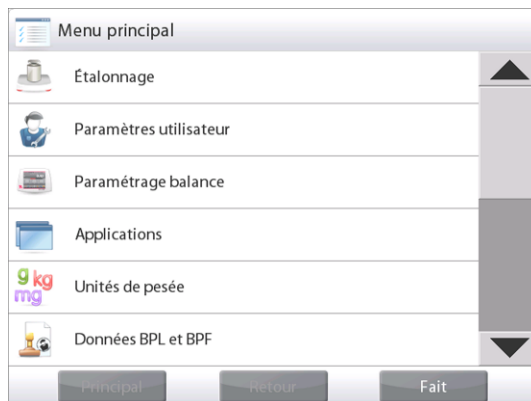 Menu principal
Étalonnage
Paramètres utilisateur
Paramétrage balance
Applications
g kg
mg
Unités de pesée
Données BPL et BPF
Principal
Retour
Fait